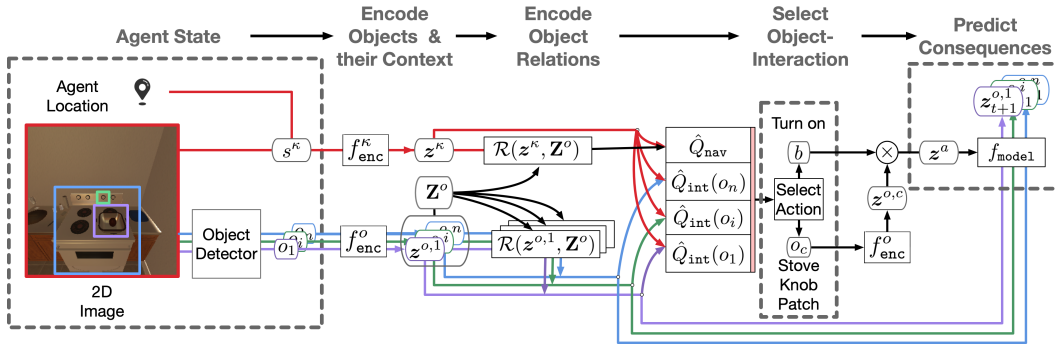 Agent State
Encode
Objects &
their Context
Encode
Object
Relations
Select
Object-
Interaction
Predict
Consequences
Agent
Location
2D
Image
s^κ
Object
Detector
o_n
o_i
o_1
f^κ_enc
z^κ
R(z^κ, Z^o)
Z^o
f^o_enc
o,n
o,i
z^{o,1}
R(z^{o,1}, Z^o)
Q̂_nav
Q̂_int(o_n)
Q̂_int(o_i)
Q̂_int(o_1)
Turn on
b
Select
Action
o_c
Stove
Knob
Patch
⊗
z^{o,c}
f^o_enc
z^a
f_model
z^{o,1}_{t+1}